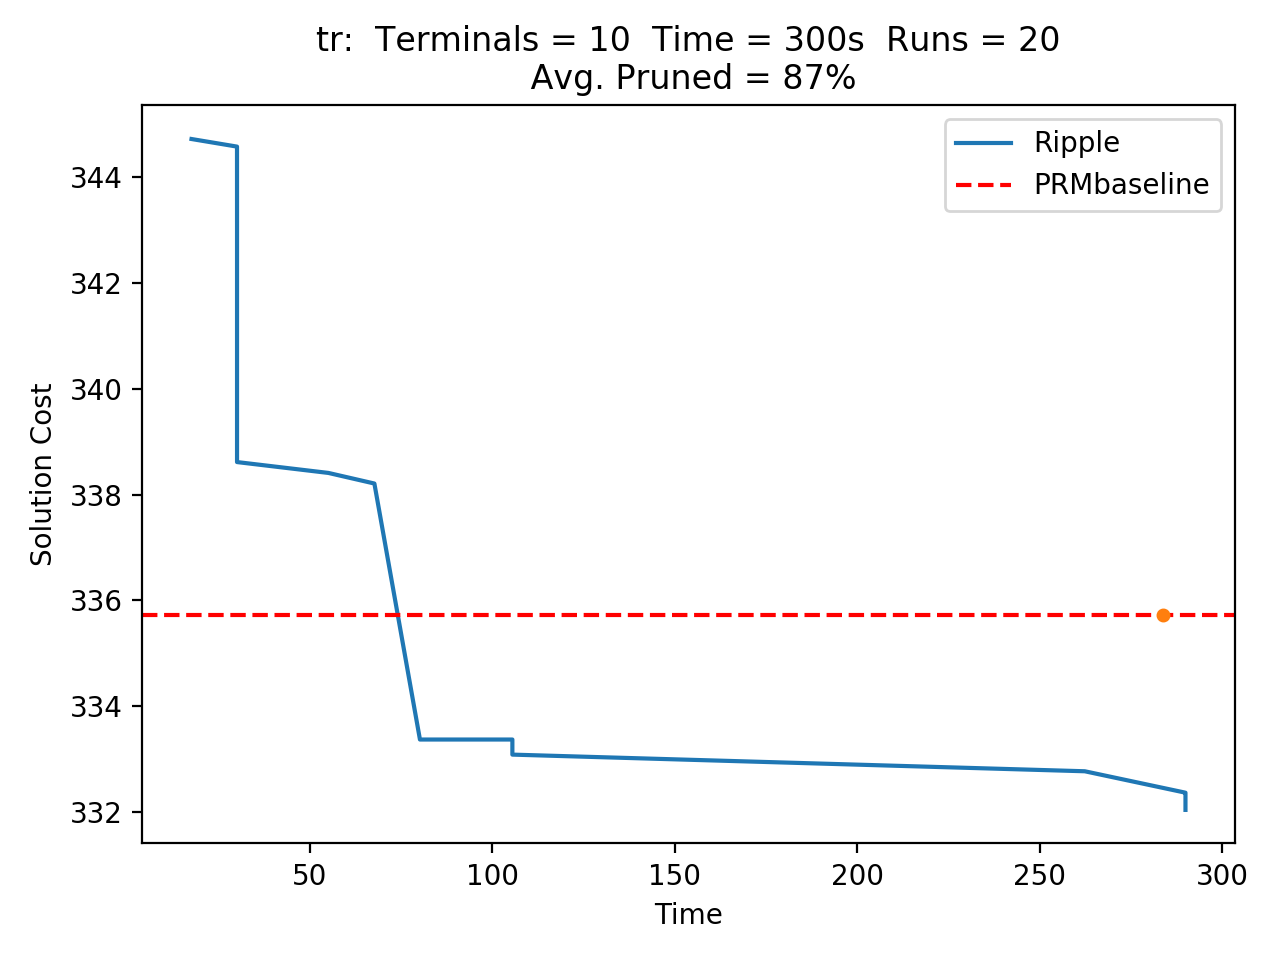 tr:  Terminals = 10  Time = 300s  Runs = 20
Avg. Pruned = 87%
Ripple
PRMbaseline
Solution Cost
344
342
340
338
336
334
332
50
100
150
200
250
300
Time